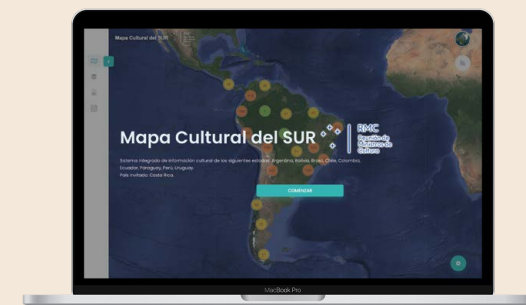 Mapa Cultural del SUR
Mapa Cultural del SUR
RMC
Reunión de
Ministros de
Cultura
Sistema integrado de información cultural de los siguientes estados: Argentina, Bolivia, Brasil, Chile, Colombia,
Ecuador, Paraguay, Perú, Uruguay.
País invitado: Costa Rica.
COMENZAR
MacBook Pro